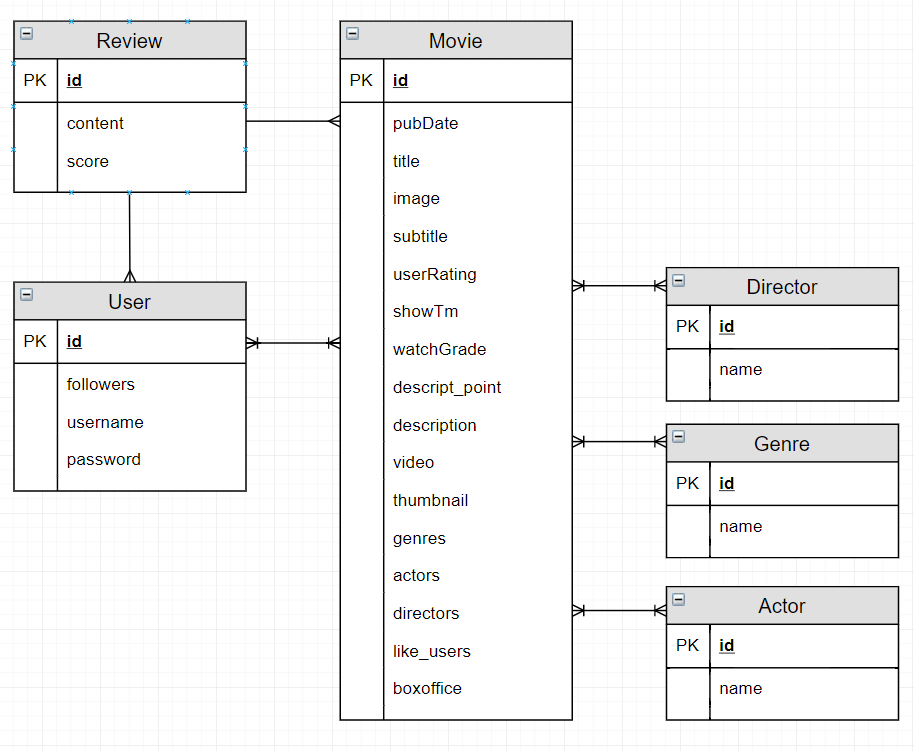 Review
PK id
content
score
User
PK id
followers
username
password
Movie
PK id
pubDate
title
image
subtitle
userRating
showTm
watchGrade
descript_point
description
video
thumbnail
genres
actors
directors
like_users
boxoffice
Director
PK id
name
Genre
PK id
name
Actor
PK id
name